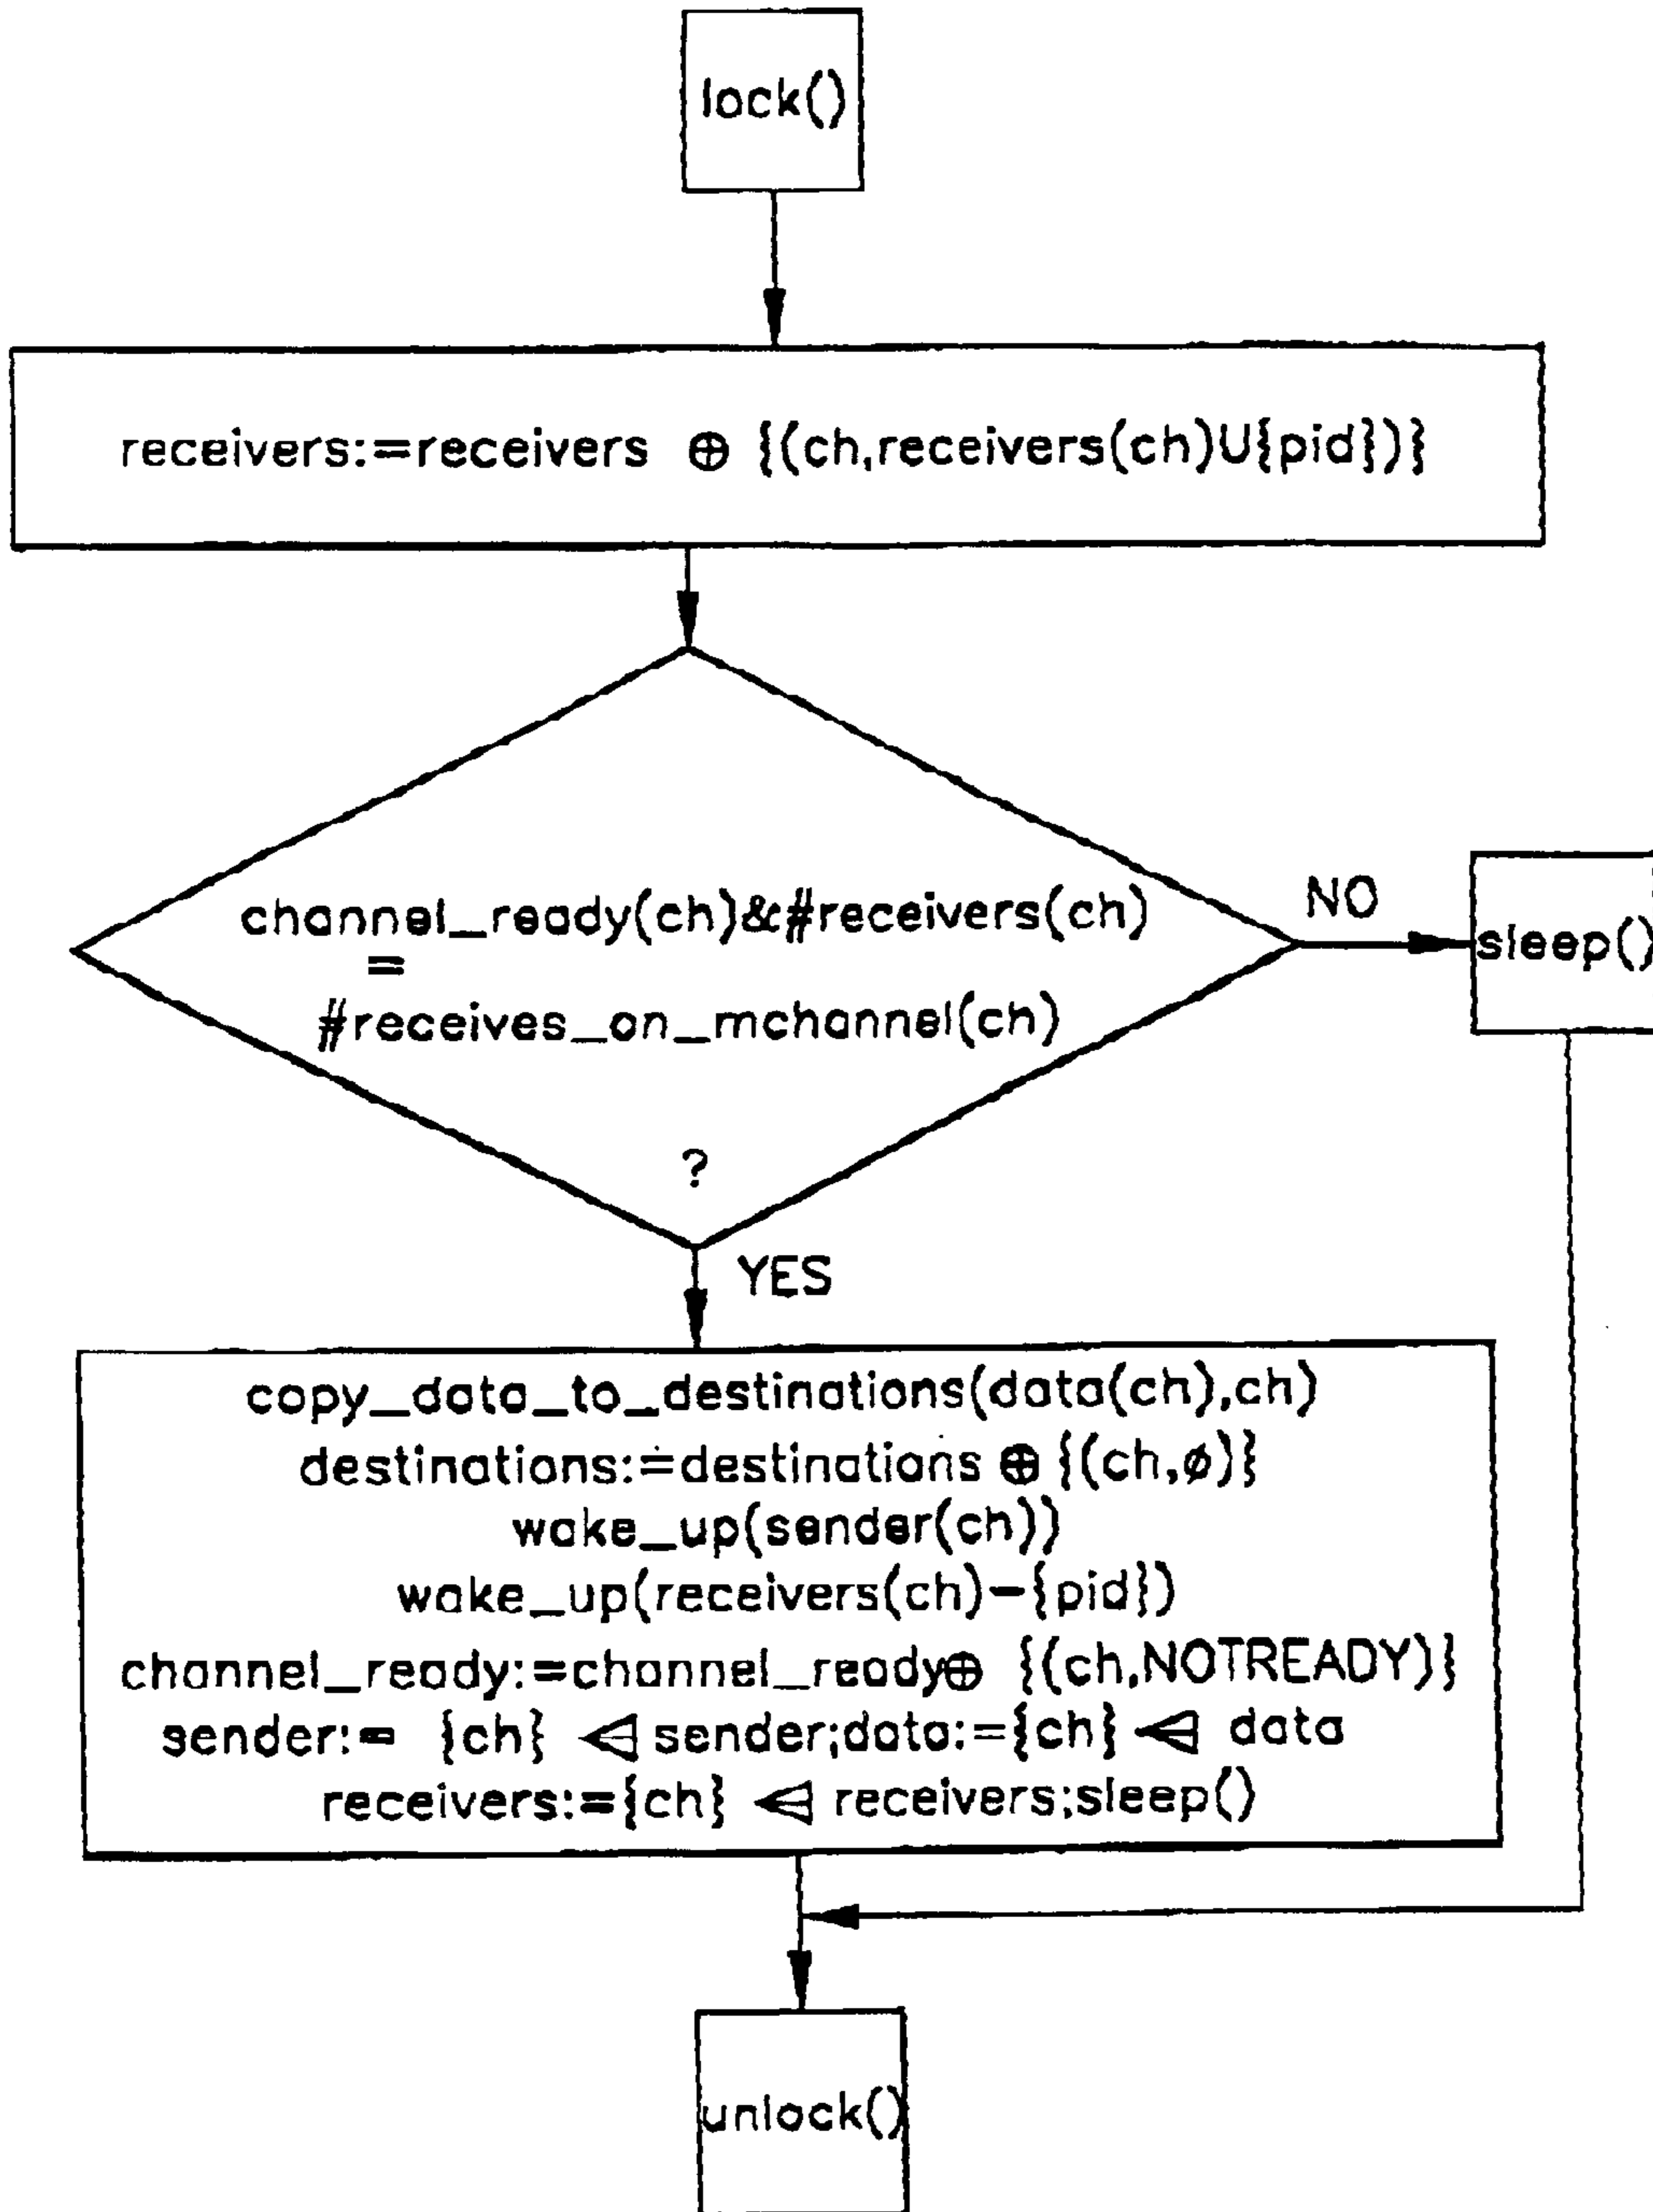 lock()
receivers:=receivers ⊕ {(ch,receivers(ch)U{pid})}
channel_ready(ch)&#receivers(ch)
=
#receives_on_mchannel(ch)
?
NO
sleep()
YES
copy_data_to_destinations(data(ch),ch)
destinations:=destinations ⊕ {(ch,ø)}
wake_up(sender(ch))
wake_up(receivers(ch)-{pid})
channel_ready:=channel_ready⊕ {(ch,NOTREADY)}
sender:= {ch} ⩤ sender;data:={ch} ⩤ data
receivers:={ch} ⩤ receivers;sleep()
unlock()